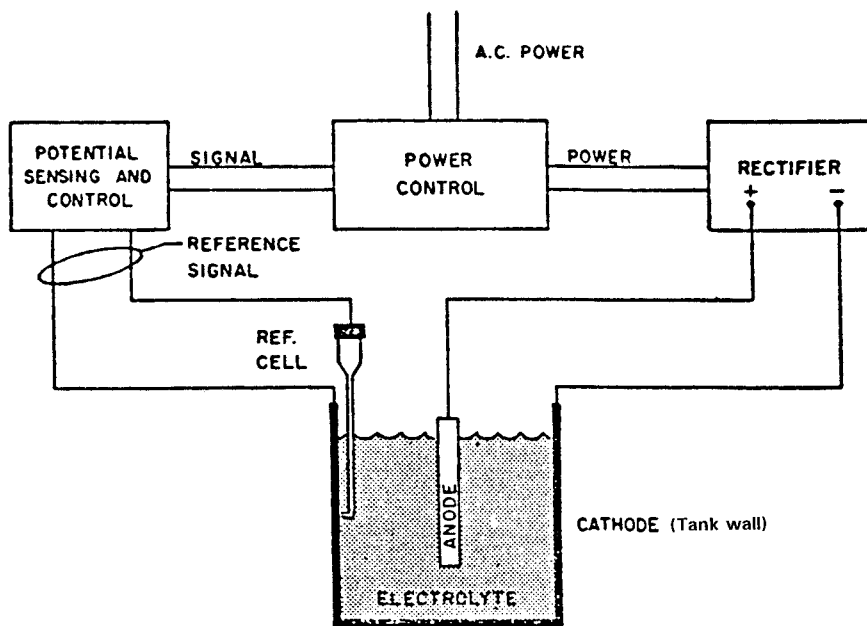 A.C. POWER
POTENTIAL
SENSING AND
CONTROL
SIGNAL
POWER
CONTROL
POWER
RECTIFIER
+ −
REFERENCE
SIGNAL
REF.
CELL
ANODE
CATHODE (Tank wall)
ELECTROLYTE